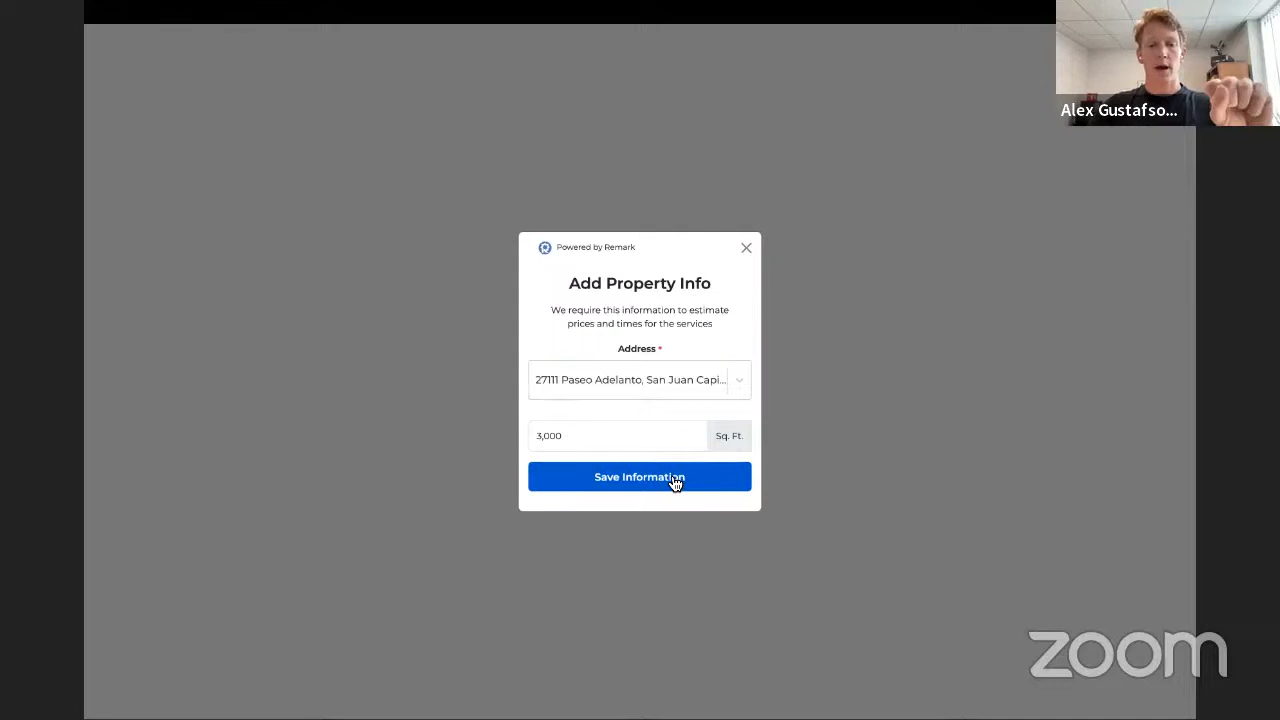 Alex Gustafso...
Powered by Remark
Add Property Info
We require this information to estimate
prices and times for the services
Address *
27111 Paseo Adelanto, San Juan Capi...
3,000
Sq. Ft.
Save Information
zoom